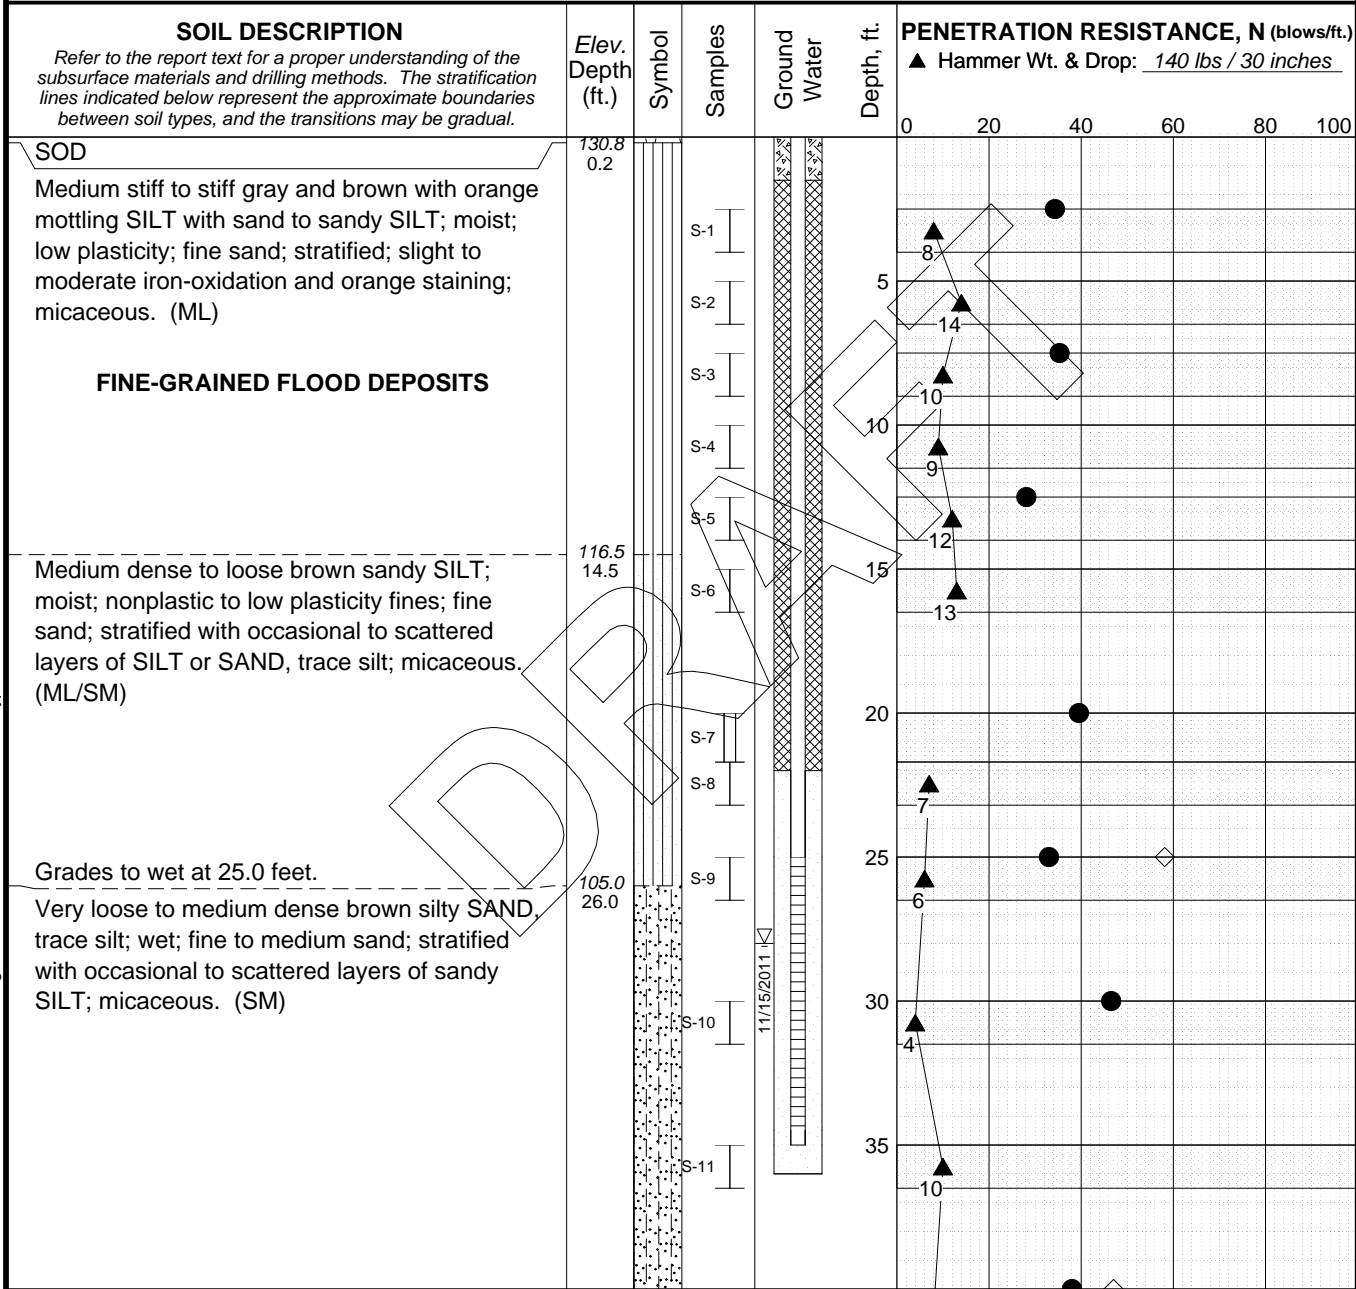 SOIL DESCRIPTION
Refer to the report text for a proper understanding of the
subsurface materials and drilling methods.  The stratification
lines indicated below represent the approximate boundaries
between soil types, and the transitions may be gradual.
Elev.
Depth
(ft.)
Symbol
Samples
Ground
Water
Depth, ft.
PENETRATION RESISTANCE, N (blows/ft.)
▲ Hammer Wt. & Drop: 140 lbs / 30 inches
0 20 40 60 80 100
SOD
130.8
0.2
Medium stiff to stiff gray and brown with orange
mottling SILT with sand to sandy SILT; moist;
low plasticity; fine sand; stratified; slight to
moderate iron-oxidation and orange staining;
micaceous.  (ML)
FINE-GRAINED FLOOD DEPOSITS
116.5
14.5
Medium dense to loose brown sandy SILT;
moist; nonplastic to low plasticity fines; fine
sand; stratified with occasional to scattered
layers of SILT or SAND, trace silt; micaceous.
(ML/SM)
Grades to wet at 25.0 feet.
105.0
26.0
Very loose to medium dense brown silty SAND,
trace silt; wet; fine to medium sand; stratified
with occasional to scattered layers of sandy
SILT; micaceous.  (SM)
S-1
S-2
S-3
S-4
S-5
S-6
S-7
S-8
S-9
S-10
S-11
11/15/2011
5
10
15
20
25
30
35
8
14
10
9
12
13
7
6
4
10
DRAFT